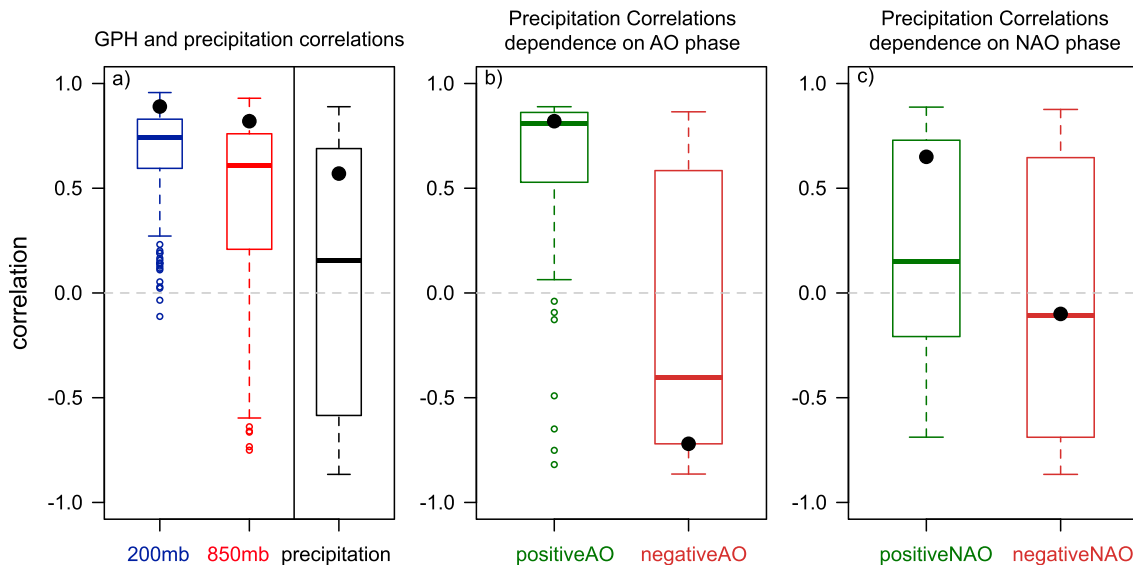 GPH and precipitation correlations
correlation
a)
1.0
0.5
0.0
-0.5
-1.0
200mb 850mb precipitation
Precipitation Correlations
dependence on AO phase
b)
1.0
0.5
0.0
-0.5
-1.0
positiveAO negativeAO
Precipitation Correlations
dependence on NAO phase
c)
1.0
0.5
0.0
-0.5
-1.0
positiveNAO negativeNAO